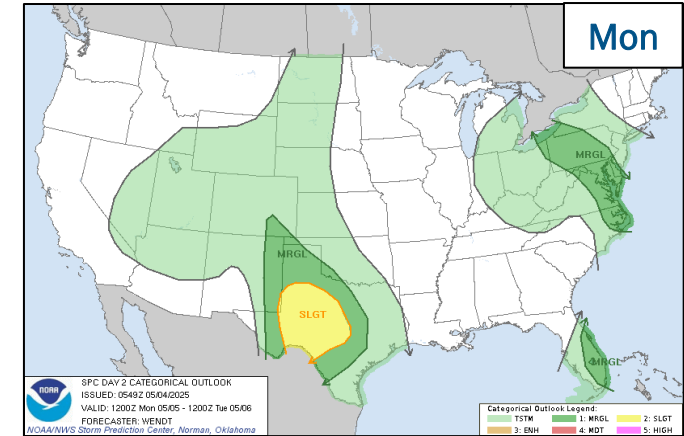 Mon
MRGL
MRGL
SLGT
MRGL
NOAA
SPC DAY 2 CATEGORICAL OUTLOOK
ISSUED: 0549Z 05/04/2025
VALID: 1200Z Mon 05/05 - 1200Z Tue 05/06
FORECASTER: WENDT
NOAA/NWS Storm Prediction Center, Norman, Oklahoma
Categorical Outlook Legend:
TSTM 1: MRGL 2: SLGT
3: ENH 4: MDT 5: HIGH